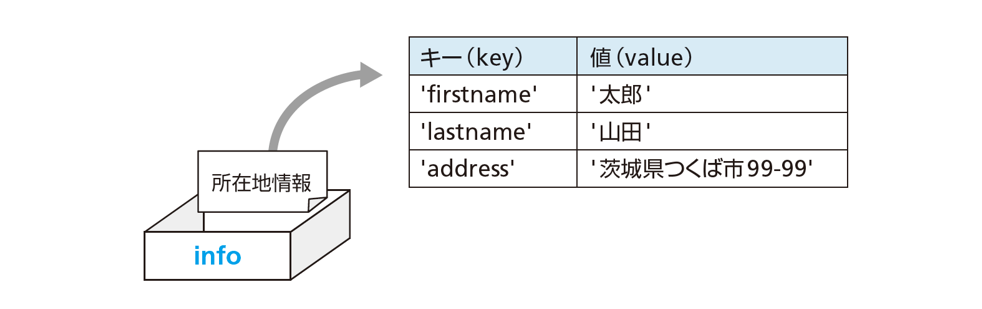 キー（key）	値（value）
'firstname'	'太郎'
'lastname'	'山田'
'address'	'茨城県つくば市99-99'
所在地情報
info